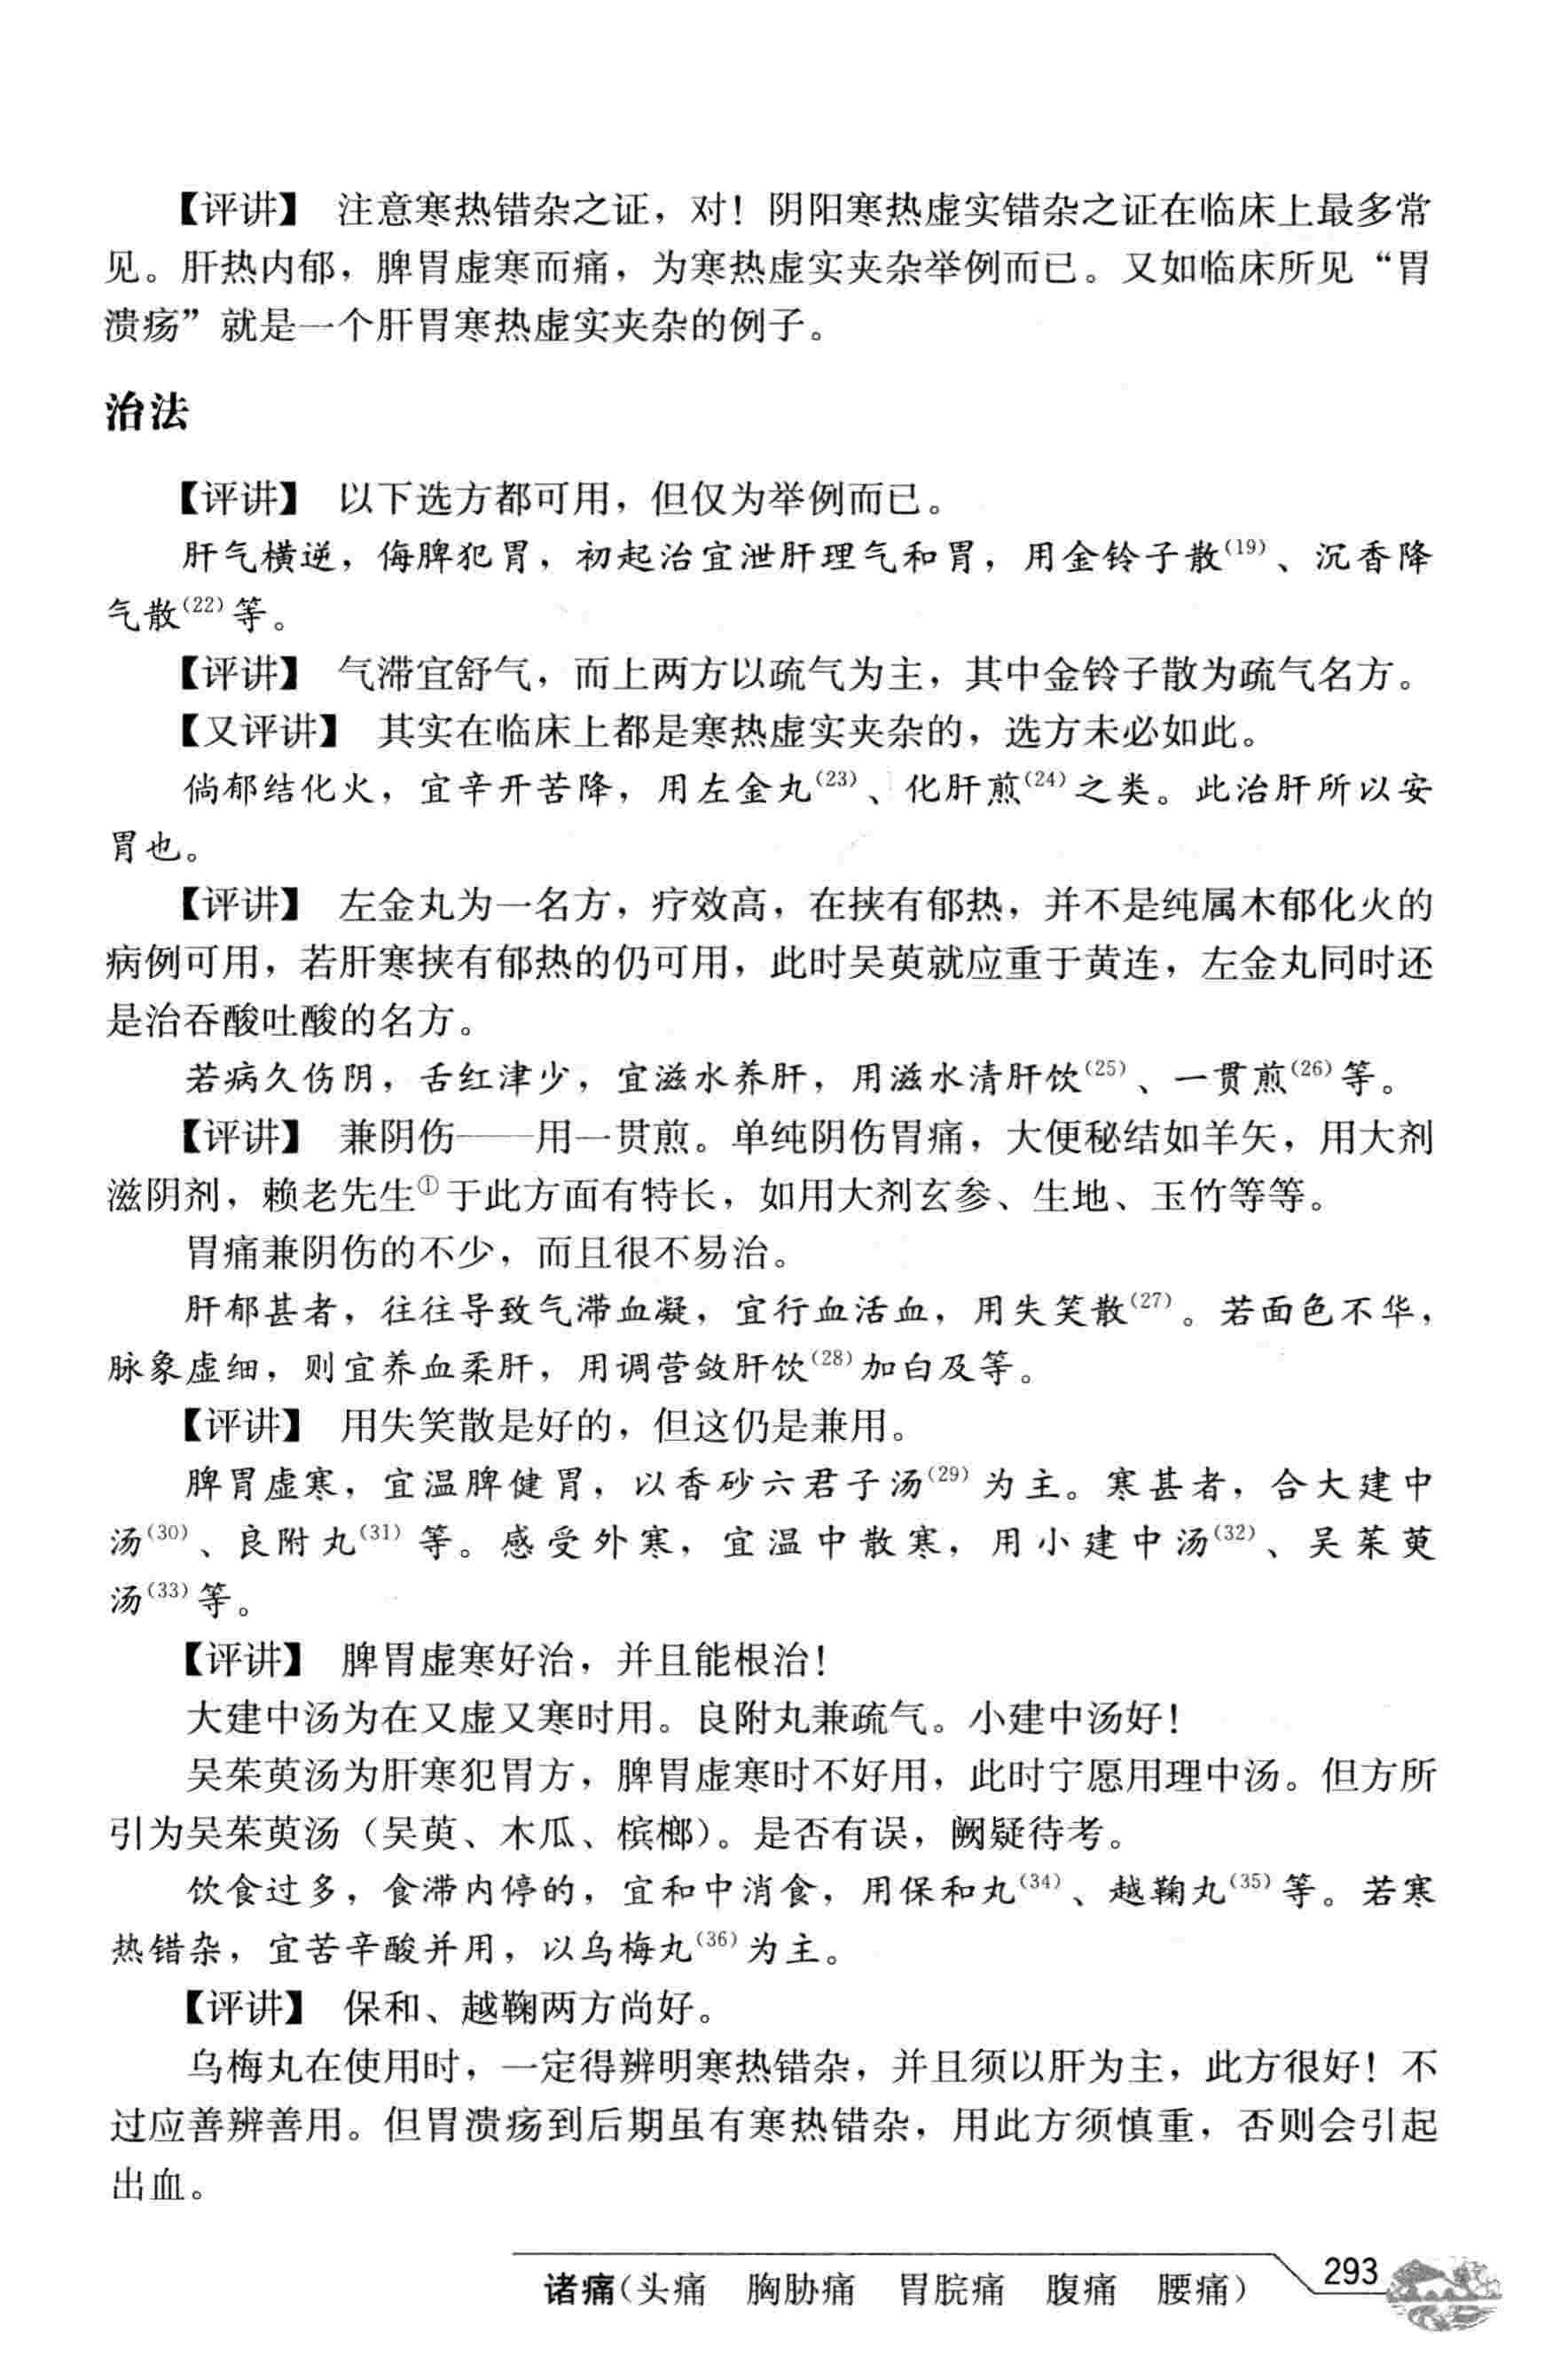 【评讲】 注意寒热错杂之证，对！阴阳寒热虚实错杂之证在临床上最多常
见。肝热内郁，脾胃虚寒而痛，为寒热虚实夹杂举例而已。又如临床所见“胃
溃疡”就是一个肝胃寒热虚实夹杂的例子。
治法
【评讲】 以下选方都可用，但仅为举例而已。
肝气横逆，侮脾犯胃，初起治宜泄肝理气和胃，用金铃子散(19)、沉香降
气散(22)等。
【评讲】 气滞宜舒气，而上两方以疏气为主，其中金铃子散为疏气名方。
【又评讲】 其实在临床上都是寒热虚实夹杂的，选方未必如此。
倘郁结化火，宜辛开苦降，用左金丸(23)、化肝煎(24)之类。此治肝所以安
胃也。
【评讲】 左金丸为一名方，疗效高，在挟有郁热，并不是纯属木郁化火的
病例可用，若肝寒挟有郁热的仍可用，此时吴萸就应重于黄连，左金丸同时还
是治吞酸吐酸的名方。
若病久伤阴，舌红津少，宜滋水养肝，用滋水清肝饮(25)、一贯煎(26)等。
【评讲】 兼阴伤——用一贯煎。单纯阴伤胃痛，大便秘结如羊矢，用大剂
滋阴剂，赖老先生①于此方面有特长，如用大剂玄参、生地、玉竹等等。
胃痛兼阴伤的不少，而且很不易治。
肝郁甚者，往往导致气滞血凝，宜行血活血，用失笑散(27)。若面色不华，
脉象虚细，则宜养血柔肝，用调营敛肝饮(28)加白及等。
【评讲】 用失笑散是好的，但这仍是兼用。
脾胃虚寒，宜温脾健胃，以香砂六君子汤(29)为主。寒甚者，合大建中
汤(30)、良附丸(31)等。感受外寒，宜温中散寒，用小建中汤(32)、吴茱萸
汤(33)等。
【评讲】 脾胃虚寒好治，并且能根治！
大建中汤为在又虚又寒时用。良附丸兼疏气。小建中汤好！
吴茱萸汤为肝寒犯胃方，脾胃虚寒时不好用，此时宁愿用理中汤。但方所
引为吴茱萸汤（吴萸、木瓜、槟榔）。是否有误，阙疑待考。
饮食过多，食滞内停的，宜和中消食，用保和丸(34)、越鞠丸(35)等。若寒
热错杂，宜苦辛酸并用，以乌梅丸(36)为主。
【评讲】 保和、越鞠两方尚好。
乌梅丸在使用时，一定得辨明寒热错杂，并且须以肝为主，此方很好！不
过应善辨善用。但胃溃疡到后期虽有寒热错杂，用此方须慎重，否则会引起
出血。
诸痛（头痛 胸胁痛 胃脘痛 腹痛 腰痛） 293